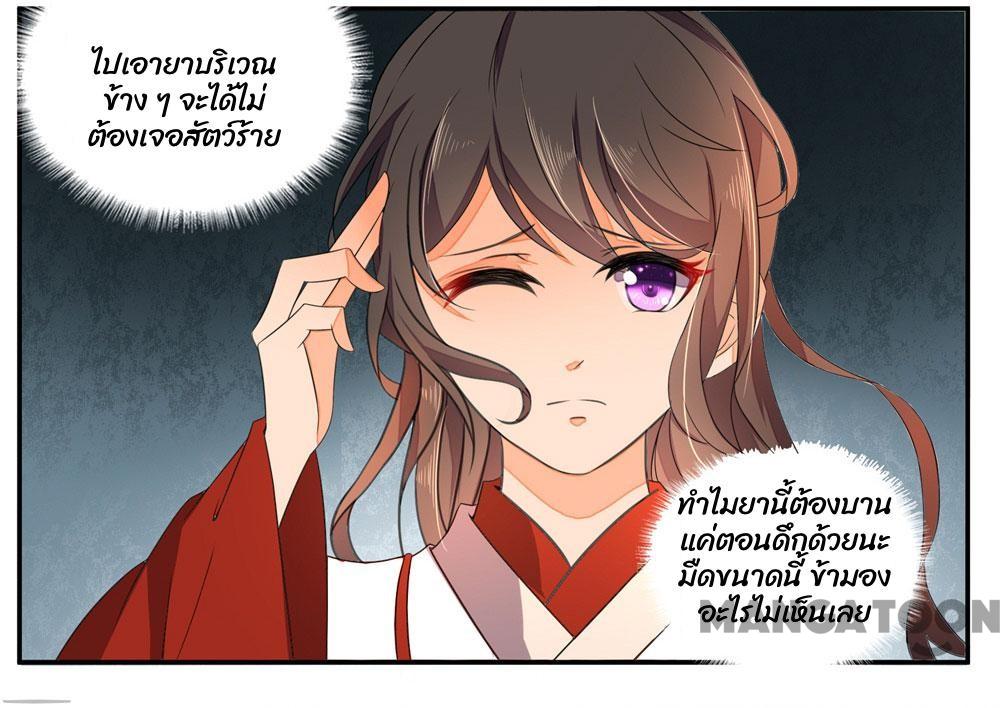 ไปเอายาบริเวณ
ข้าง ๆ จะได้ไม่
ต้องเจอสัตว์ร้าย
ทำไมยานี้ต้องบาน
แค่ตอนดึกด้วยนะ
มืดขนาดนี้ ข้ามอง
อะไรไม่เห็นเลย
MANGATOON